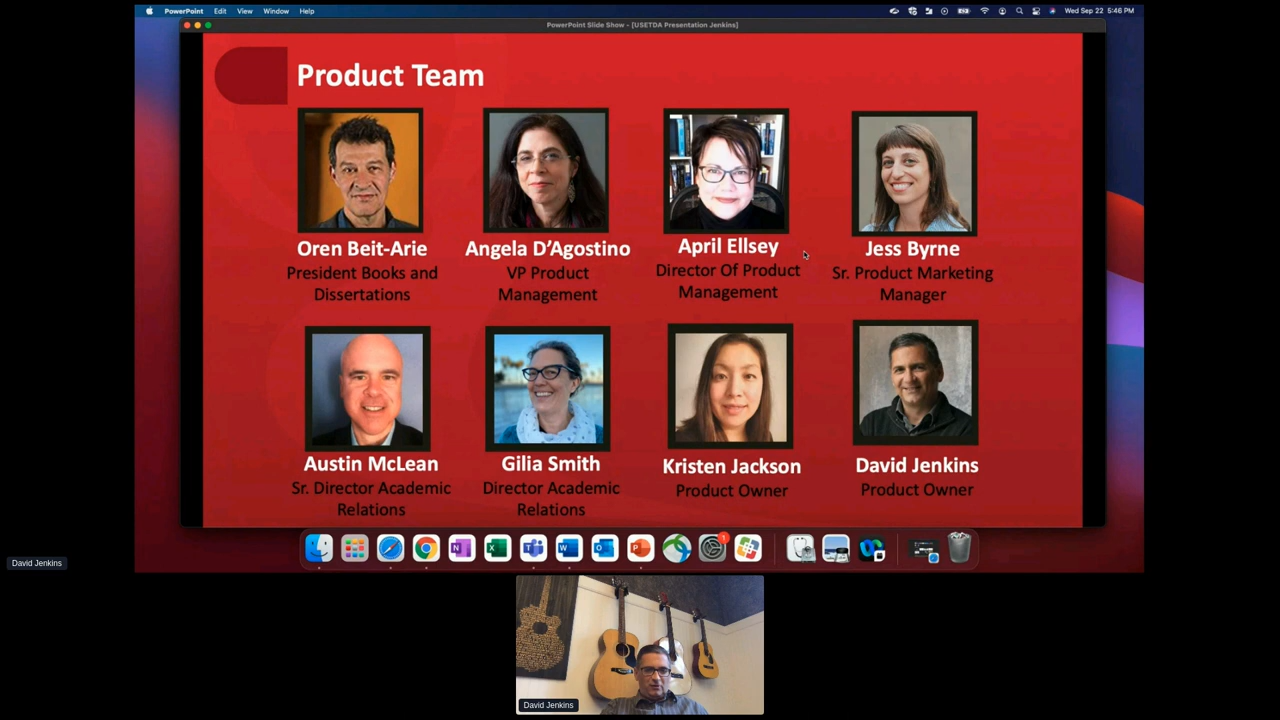 PowerPoint Edit View Window Help
Wed Sep 22 5:46 PM
PowerPoint Slide Show - [USETDA Presentation Jenkins]
Product Team
Oren Beit-Arie
President Books and
Dissertations
Angela D'Agostino
VP Product
Management
April Ellsey
Director Of Product
Management
Jess Byrne
Sr. Product Marketing
Manager
Austin McLean
Sr. Director Academic
Relations
Gilia Smith
Director Academic
Relations
Kristen Jackson
Product Owner
David Jenkins
Product Owner
1
David Jenkins
David Jenkins